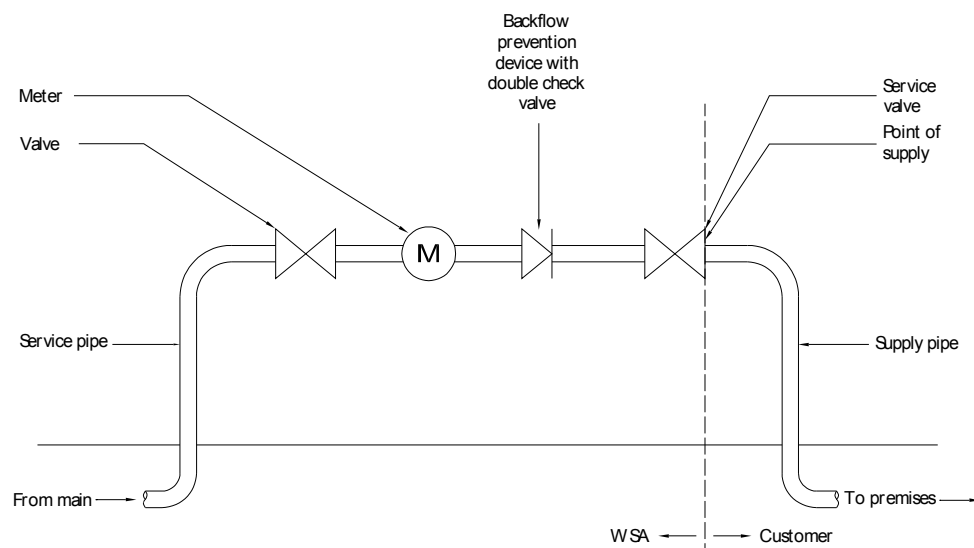 Backflow
prevention
device with
double check
valve
Meter
Valve
Service
valve
Point of
supply
M
Service pipe
Supply pipe
From main
To premises
WSA
Customer